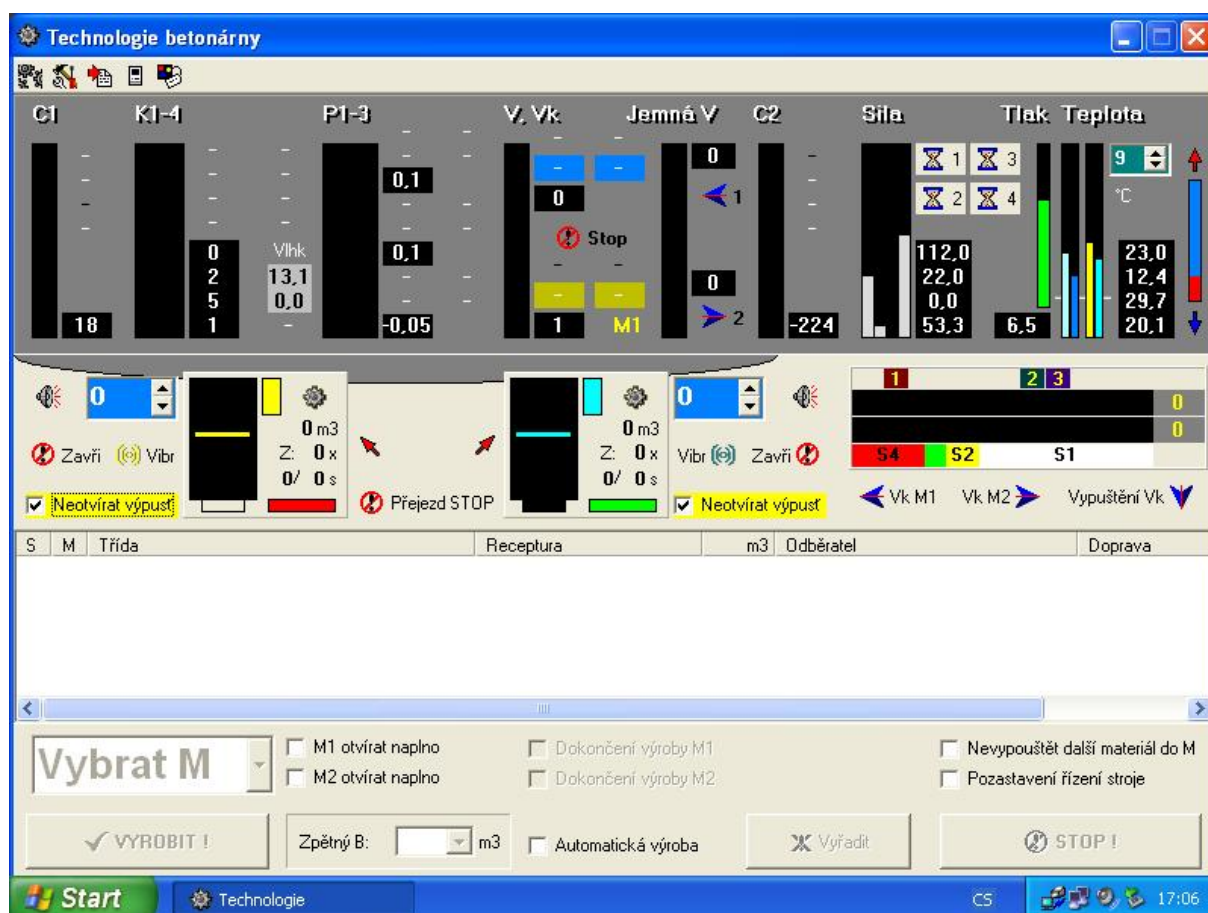 Technologie betonárny
C1 K1-4 P1-3 V, Vk Jemná V C2 Sila Tlak Teplota
0 1 3 9
0,1
0 1 2 4 °C
Stop
0 Vlhk 0,1 112,0 23,0
2 13,1 0 22,0 12,4
5 0,0 0,0 29,7
18 1 -0,05 1 M1 2 -224 53,3 6,5 20,1
1 2 3
0 0 0
0 m3 0 m3 0
Zavři Vibr Z: 0 x Z: 0 x Vibr Zavři S4 S2 S1
0/ 0 s 0/ 0 s
Neotvírat výpusť Přejezd STOP Neotvírat výpusť Vk M1 Vk M2 Vypuštění Vk
S M Třída Receptura m3 Odběratel Doprava
Vybrat M M1 otvírat naplno Dokončení výroby M1 Nevypouštět další materiál do M
M2 otvírat naplno Dokončení výroby M2 Pozastavení řízení stroje
VYROBIT ! Zpětný B: m3 Automatická výroba Vyřadit STOP !
Start Technologie CS 17:06